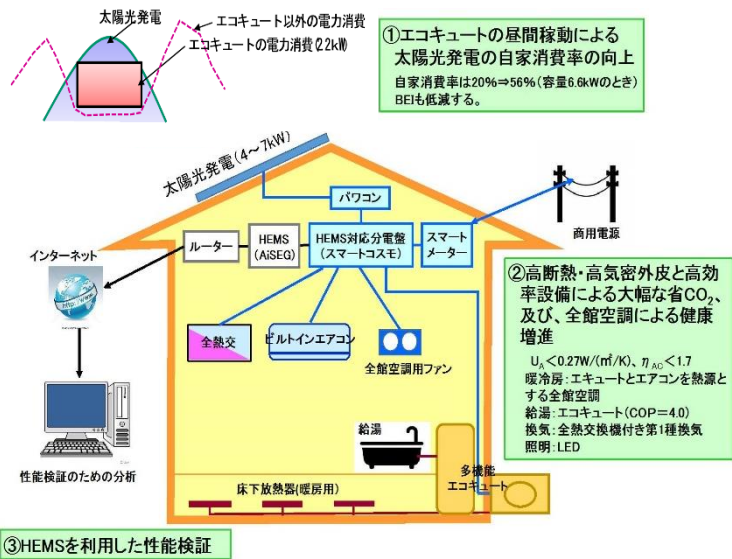 太陽光発電
エコキュート以外の電力消費
エコキュートの電力消費(2.2kW)
①エコキュートの昼間稼動による
太陽光発電の自家消費率の向上
自家消費率は20%⇒56%(容量6.6kWのとき)
BEIも低減する。
太陽光発電(4～7kW)
パワコン
商用電源
インターネット
ルーター
HEMS
(AiSEG)
HEMS対応分電盤
(スマートコスモ)
スマート
メーター
②高断熱・高気密外皮と高効
率設備による大幅な省CO₂、
及び、全館空調による健康
増進
U_A<0.27W/(㎡/K)、η_AC<1.7
暖冷房：エキュートとエアコンを熱源と
する全館空調
給湯：エコキュート(COP=4.0)
換気：全熱交換機付き第1種換気
照明：LED
全熱交
ビルトインエアコン
全館空調用ファン
給湯
多機能
エコキュート
性能検証のための分析
床下放熱器(暖房用)
③HEMSを利用した性能検証